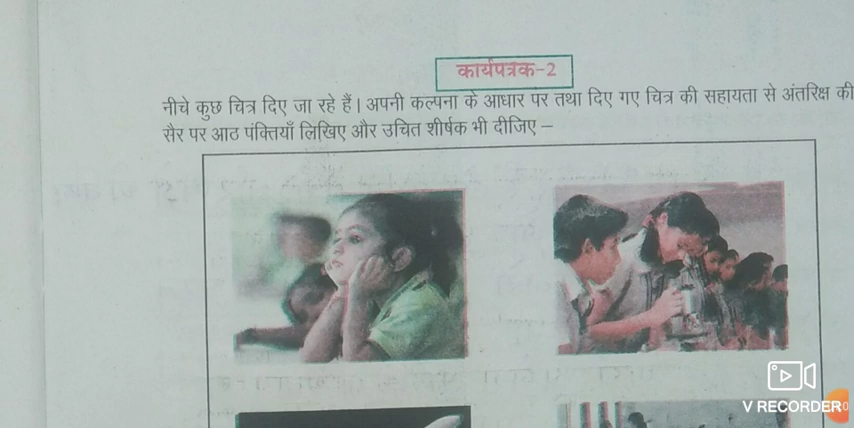 कार्यपत्रक-2
नीचे कुछ चित्र दिए जा रहे हैं। अपनी कल्पना के आधार पर तथा दिए गए चित्र की सहायता से अंतरिक्ष की
सैर पर आठ पंक्तियाँ लिखिए और उचित शीर्षक भी दीजिए –
V RECORDER